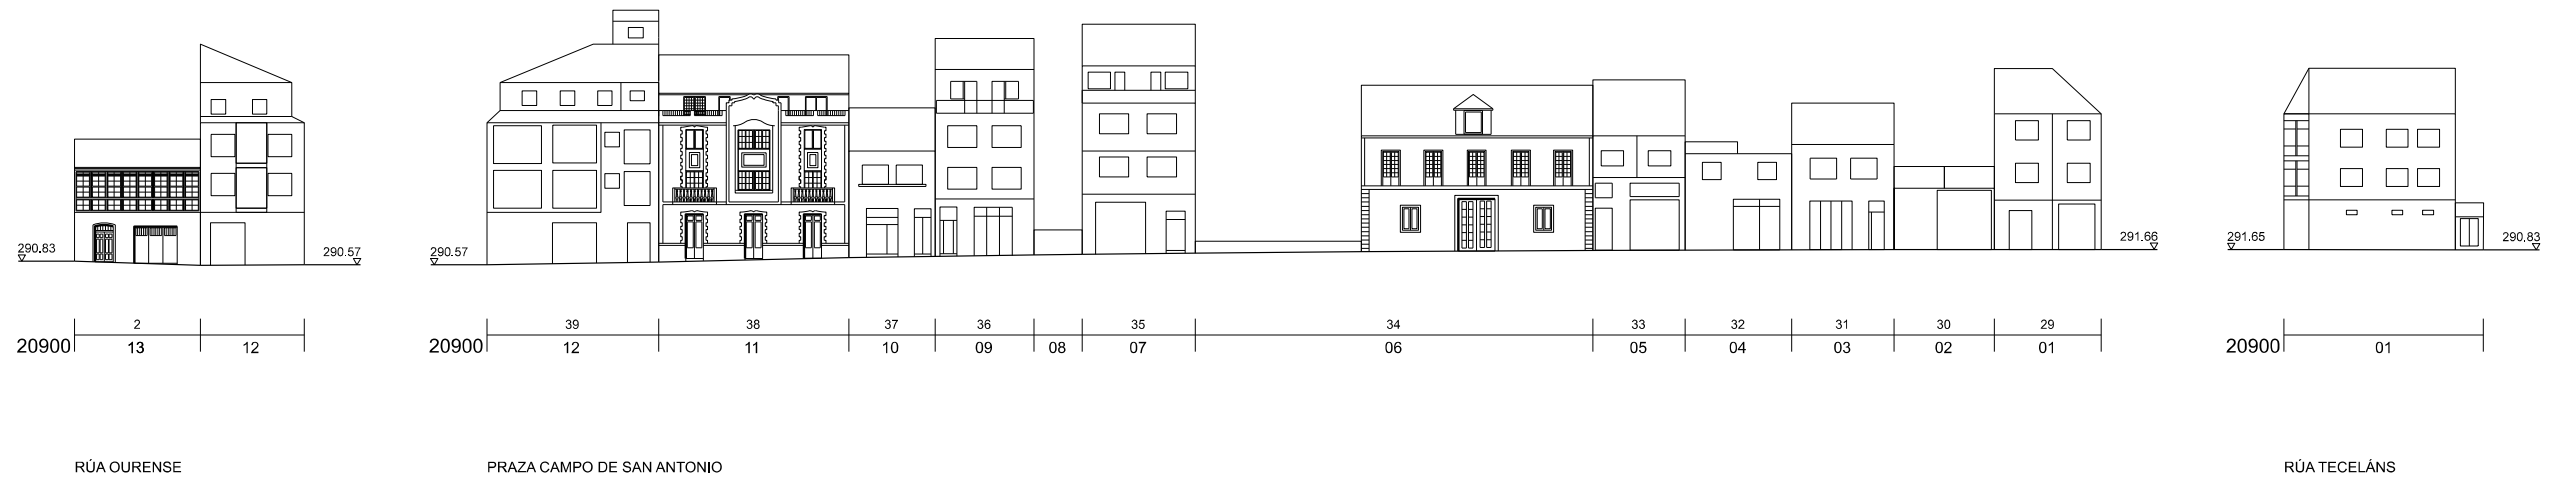 290.83
290.57
2
20900 13 12
RÚA OURENSE
290.57
291.66
39 38 37 36 35 34 33 32 31 30 29
20900 12 11 10 09 08 07 06 05 04 03 02 01
PRAZA CAMPO DE SAN ANTONIO
291.65
290.83
20900 01
RÚA TECELÁNS